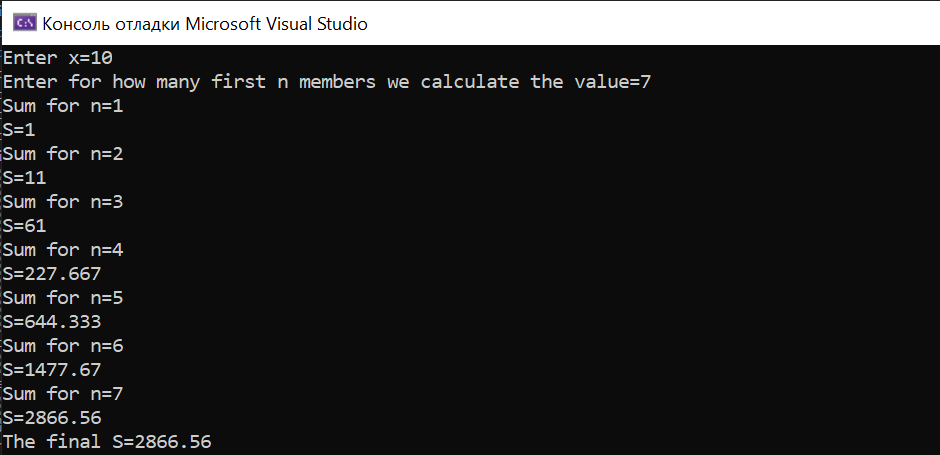 C:\ Консоль отладки Microsoft Visual Studio
Enter x=10
Enter for how many first n members we calculate the value=7
Sum for n=1
S=1
Sum for n=2
S=11
Sum for n=3
S=61
Sum for n=4
S=227.667
Sum for n=5
S=644.333
Sum for n=6
S=1477.67
Sum for n=7
S=2866.56
The final S=2866.56